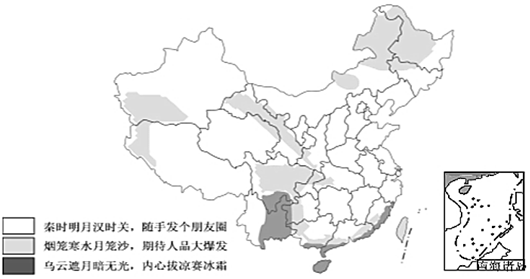 秦时明月汉时关，随手发个朋友圈
烟笼寒水月笼沙，期待人品大爆发
乌云遮月暗无光，内心拔凉赛冰霜
南海诸岛